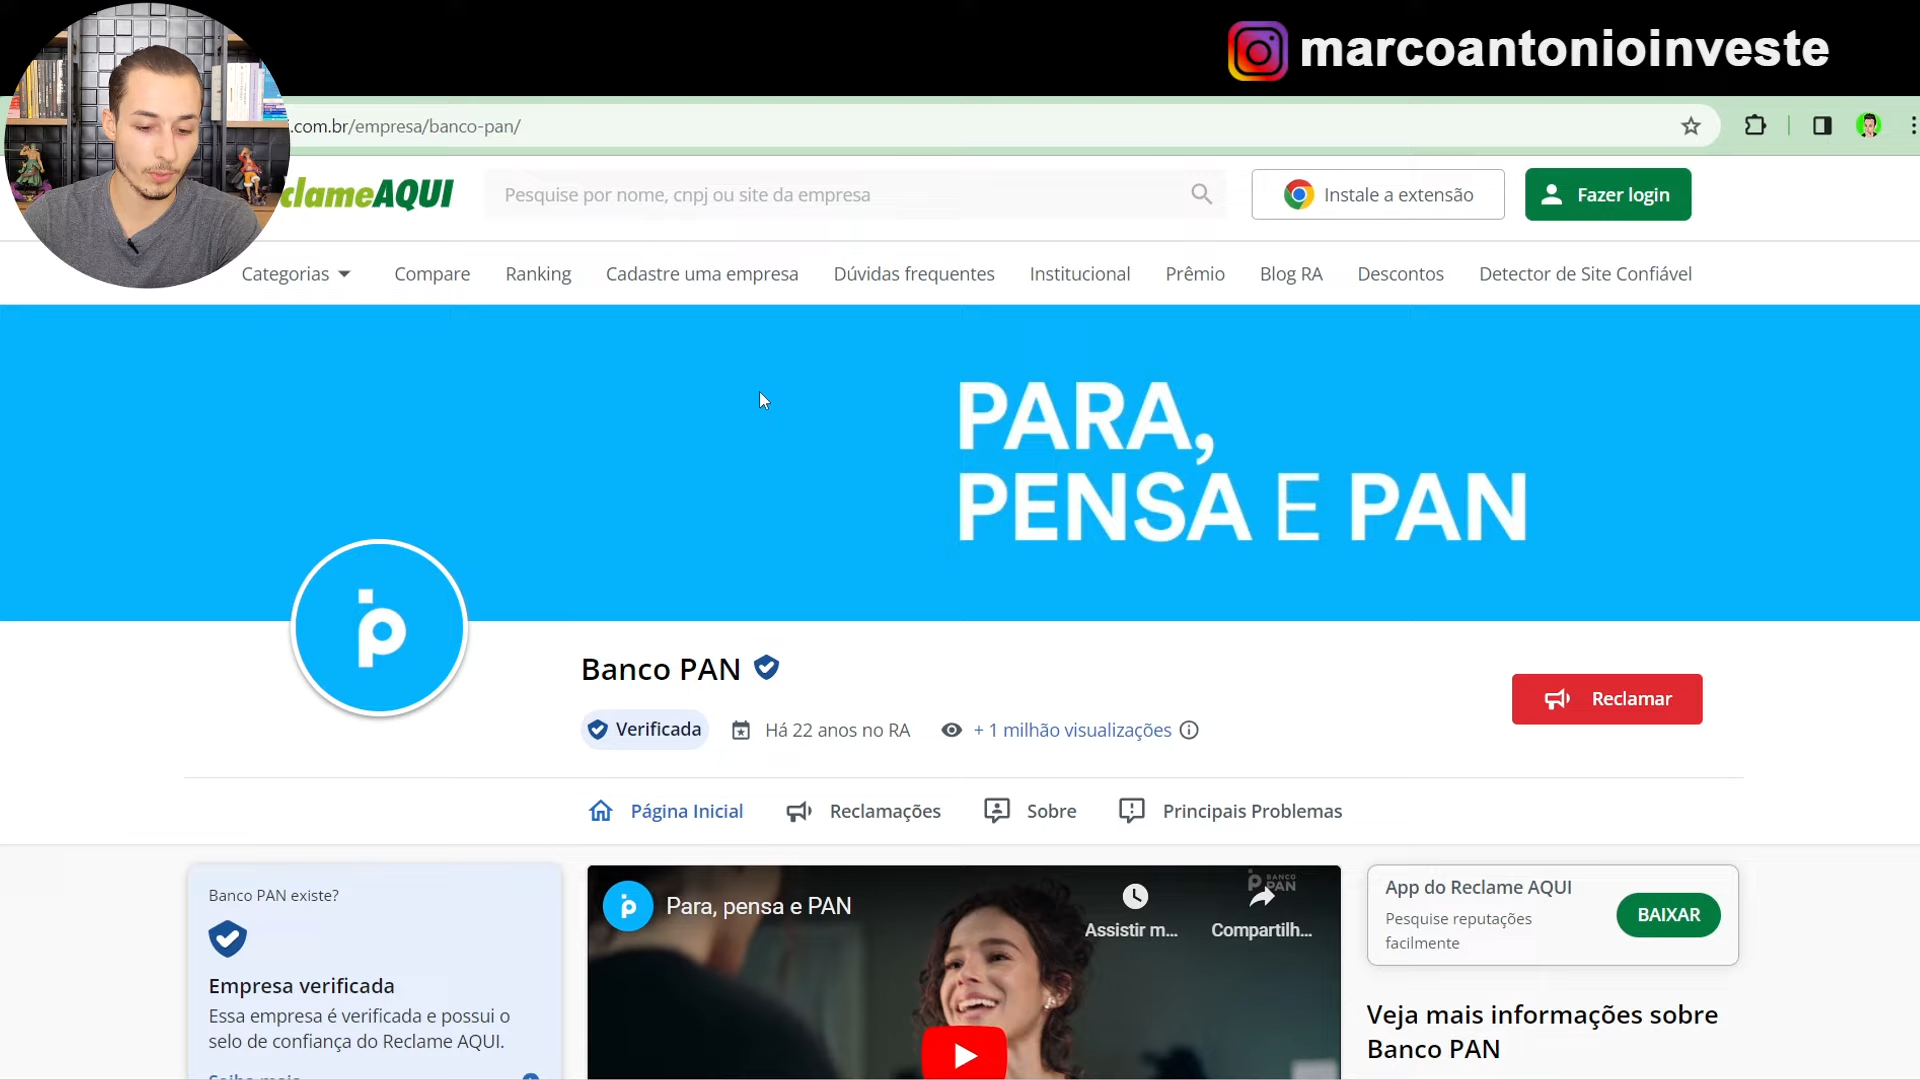 marcoantonioinveste
.com.br/empresa/banco-pan/
clameAQUI
Pesquise por nome, cnpj ou site da empresa
Instale a extensão
Fazer login
Categorias
Compare
Ranking
Cadastre uma empresa
Dúvidas frequentes
Institucional
Prêmio
Blog RA
Descontos
Detector de Site Confiável
PARA,
PENSA E PAN
Banco PAN
Verificada
Há 22 anos no RA
+ 1 milhão visualizações
Reclamar
Página Inicial
Reclamações
Sobre
Principais Problemas
Banco PAN existe?
Empresa verificada
Essa empresa é verificada e possui o
selo de confiança do Reclame AQUI.
Para, pensa e PAN
Assistir m...
Compartilh...
BANCO
PAN
App do Reclame AQUI
Pesquise reputações
facilmente
BAIXAR
Veja mais informações sobre
Banco PAN